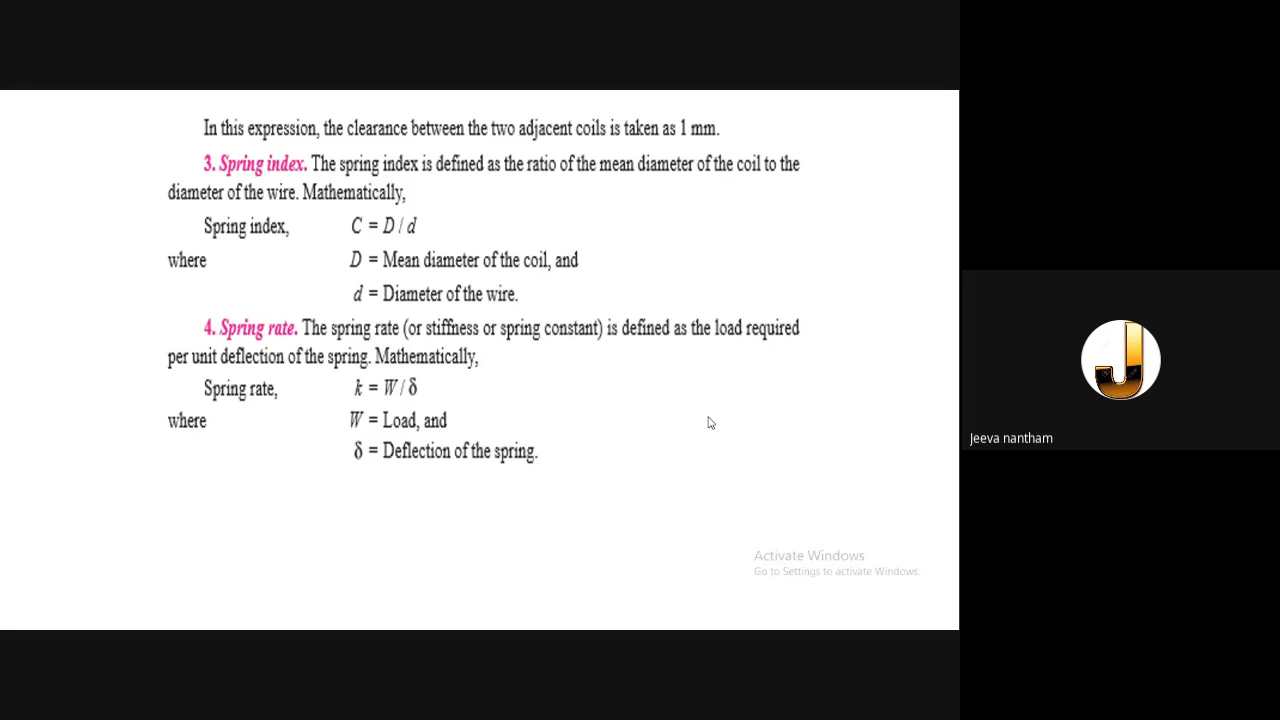 In this expression, the clearance between the two adjacent coils is taken as 1 mm.
3. Spring index. The spring index is defined as the ratio of the mean diameter of the coil to the
diameter of the wire. Mathematically,
Spring index, C = D / d
where D = Mean diameter of the coil, and
d = Diameter of the wire.
4. Spring rate. The spring rate (or stiffness or spring constant) is defined as the load required
per unit deflection of the spring. Mathematically,
Spring rate, k = W / δ
where W = Load, and
δ = Deflection of the spring.
Activate Windows
Go to Settings to activate Windows.
J
Jeeva nantham